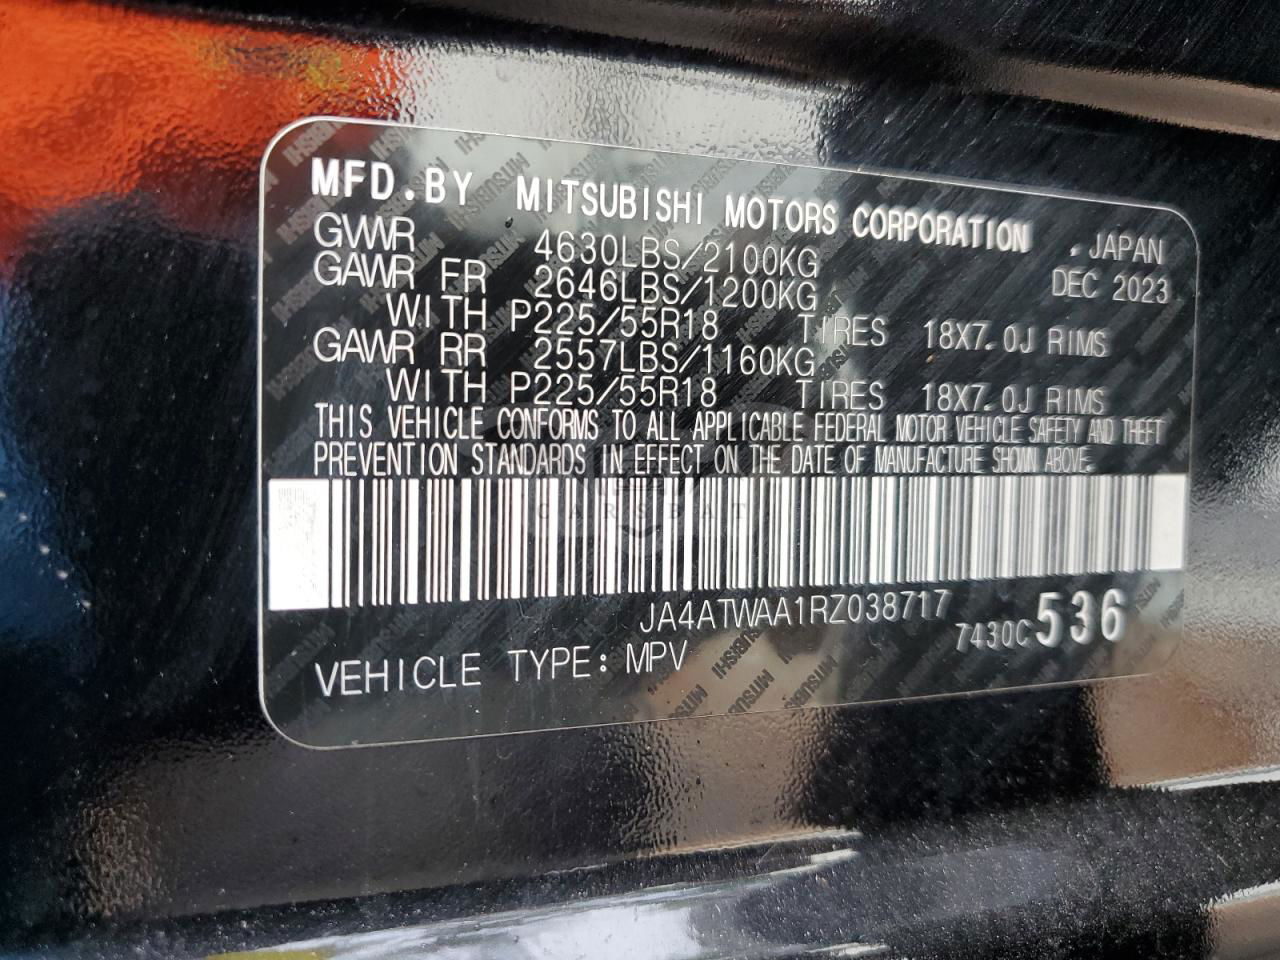 MFD.BY MITSUBISHI MOTORS CORPORATION , JAPAN
GVWR 4630LBS/2100KG DEC 2023
GAWR FR 2646LBS/1200KG
WITH P225/55R18 TIRES 18X7.0J RIMS
GAWR RR 2557LBS/1160KG
WITH P225/55R18 TIRES 18X7.0J RIMS
THIS VEHICLE CONFORMS TO ALL APPLICABLE FEDERAL MOTOR VEHICLE SAFETY AND THEFT
PREVENTION STANDARDS IN EFFECT ON THE DATE OF MANUFACTURE SHOWN ABOVE.
CARSDAT
JA4ATWAA1RZ038717
7430C 536
VEHICLE TYPE: MPV